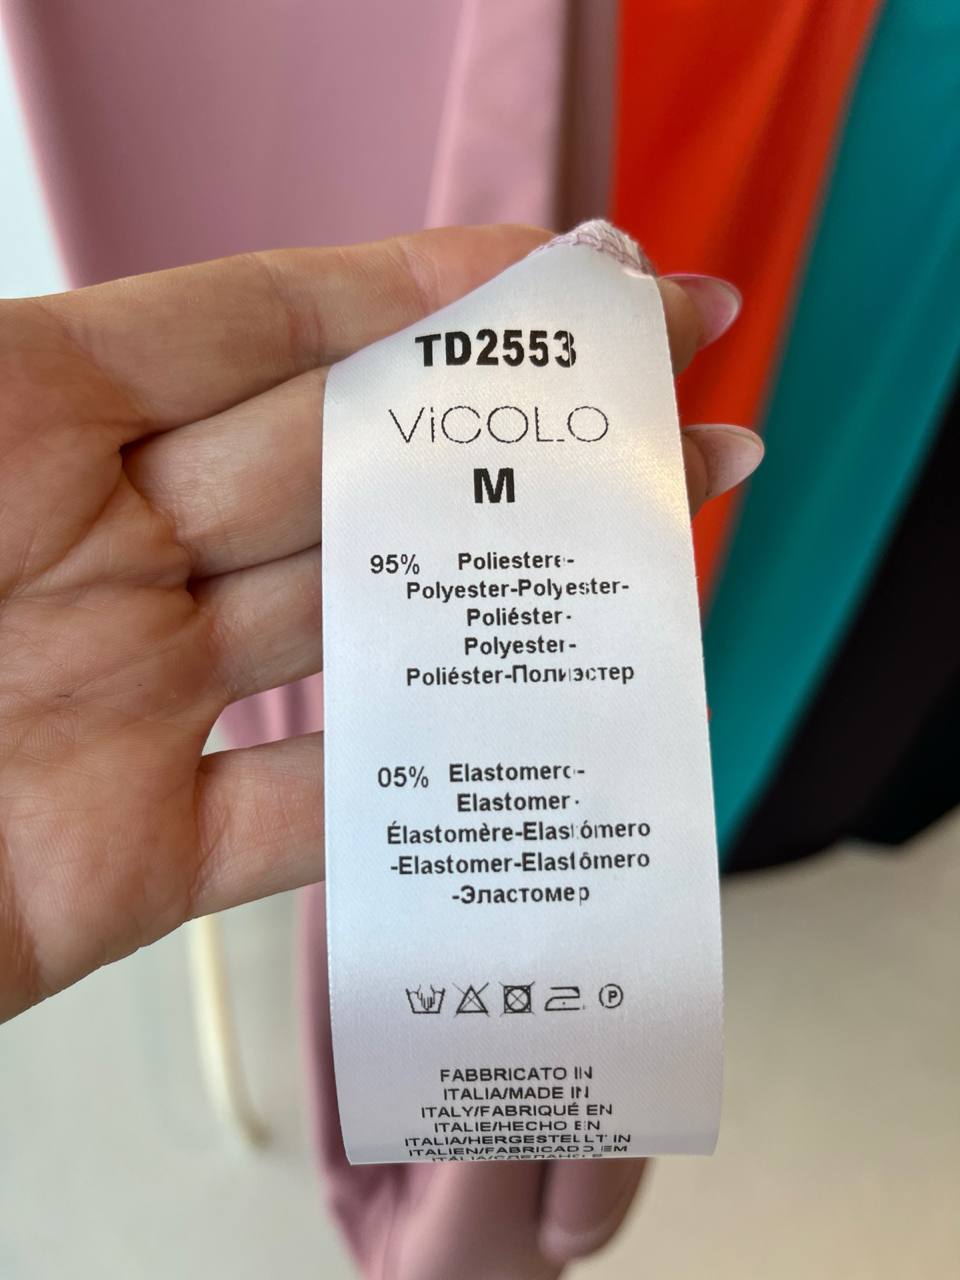 TD2553
ViCOLO
M
95% Poliestere-
Polyester-Polyester-
Poliéster-
Polyester-
Poliéster-Полиэстер
05% Elastomero-
Elastomer-
Élastomère-Elastómero
-Elastomer-Elastômero
-Эластомер
P
FABBRICATO IN
ITALIA/MADE IN
ITALY/FABRIQUÉ EN
ITALIE/HECHO EN
ITALIA/HERGESTELLT IN
ITALIEN/FABRICADO EM